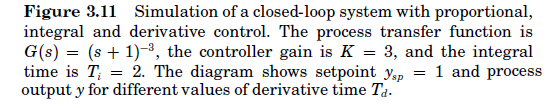 Figure 3.11 Simulation of a closed-loop system with proportional,
integral and derivative control. The process transfer function is
G(s) = (s + 1)⁻³, the controller gain is K = 3, and the integral
time is Tᵢ = 2. The diagram shows setpoint yₛₚ = 1 and process
output y for different values of derivative time T_d.